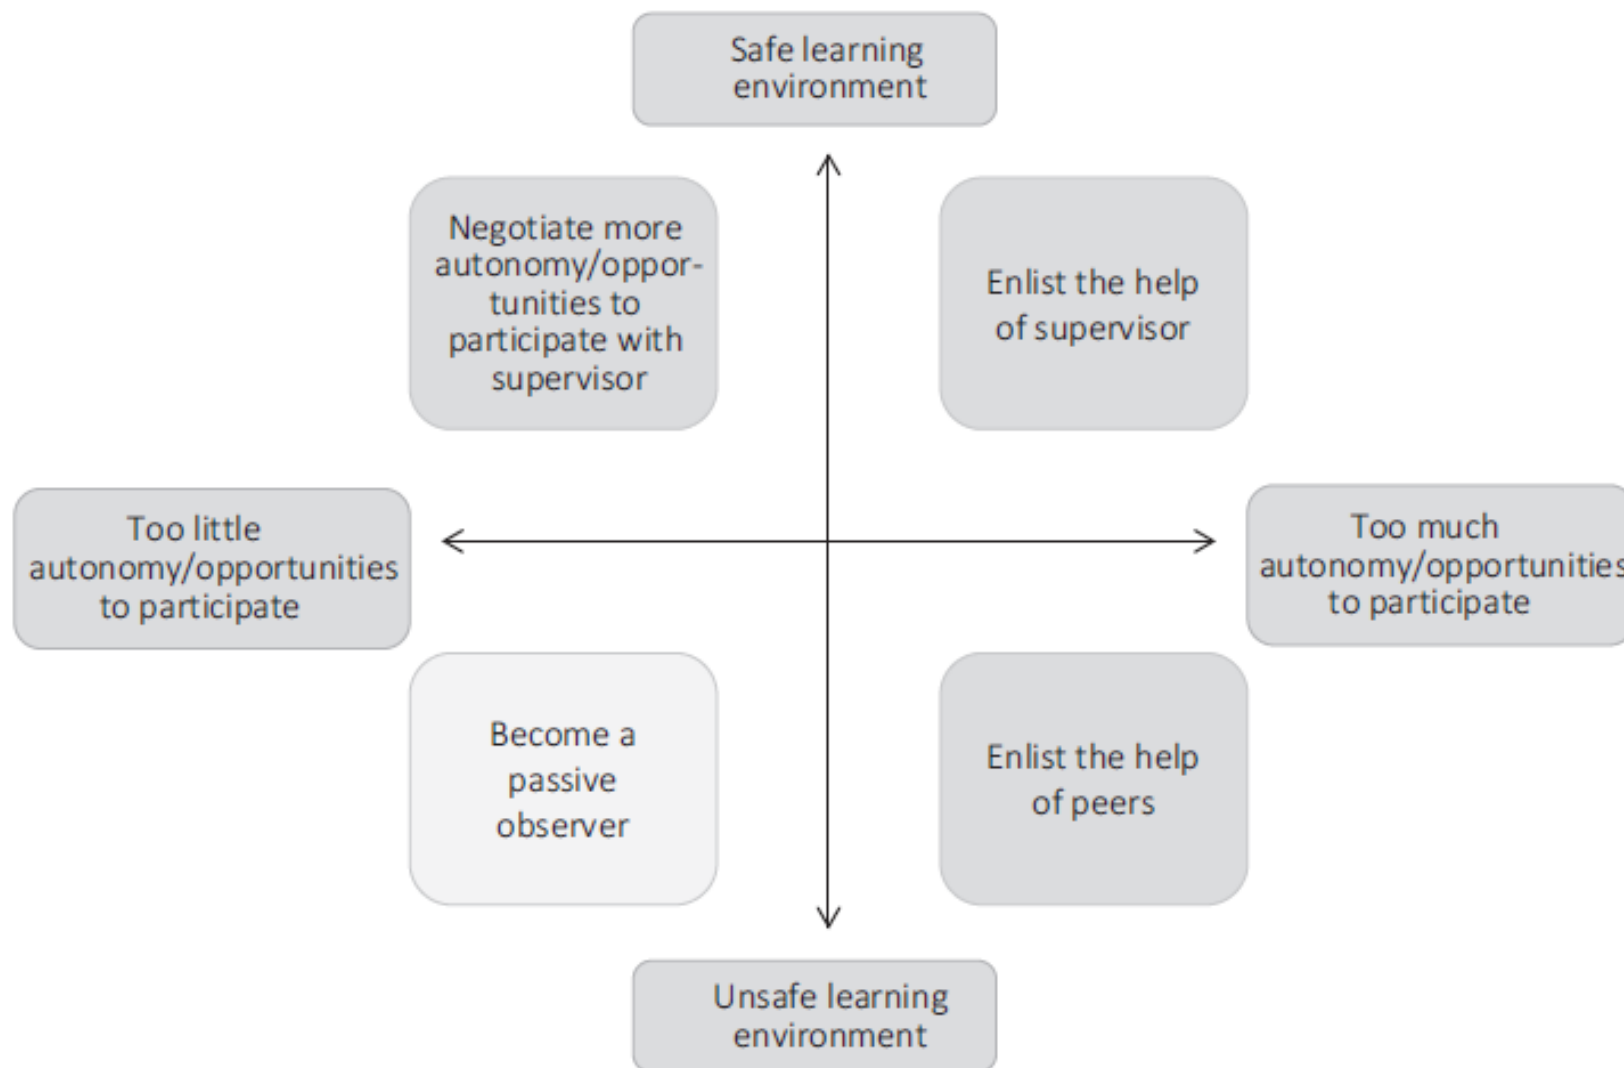 Safe learning
environment
Negotiate more
autonomy/oppor-
tunities to
participate with
supervisor
Enlist the help
of supervisor
Too little
autonomy/opportunities
to participate
Too much
autonomy/opportunities
to participate
Become a
passive
observer
Enlist the help
of peers
Unsafe learning
environment